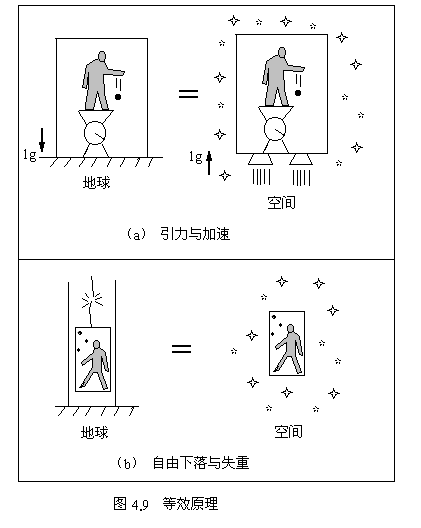 1g
地球
=
1g
空间
(a) 引力与加速
地球
=
空间
(b) 自由下落与失重
图 4.9 等效原理